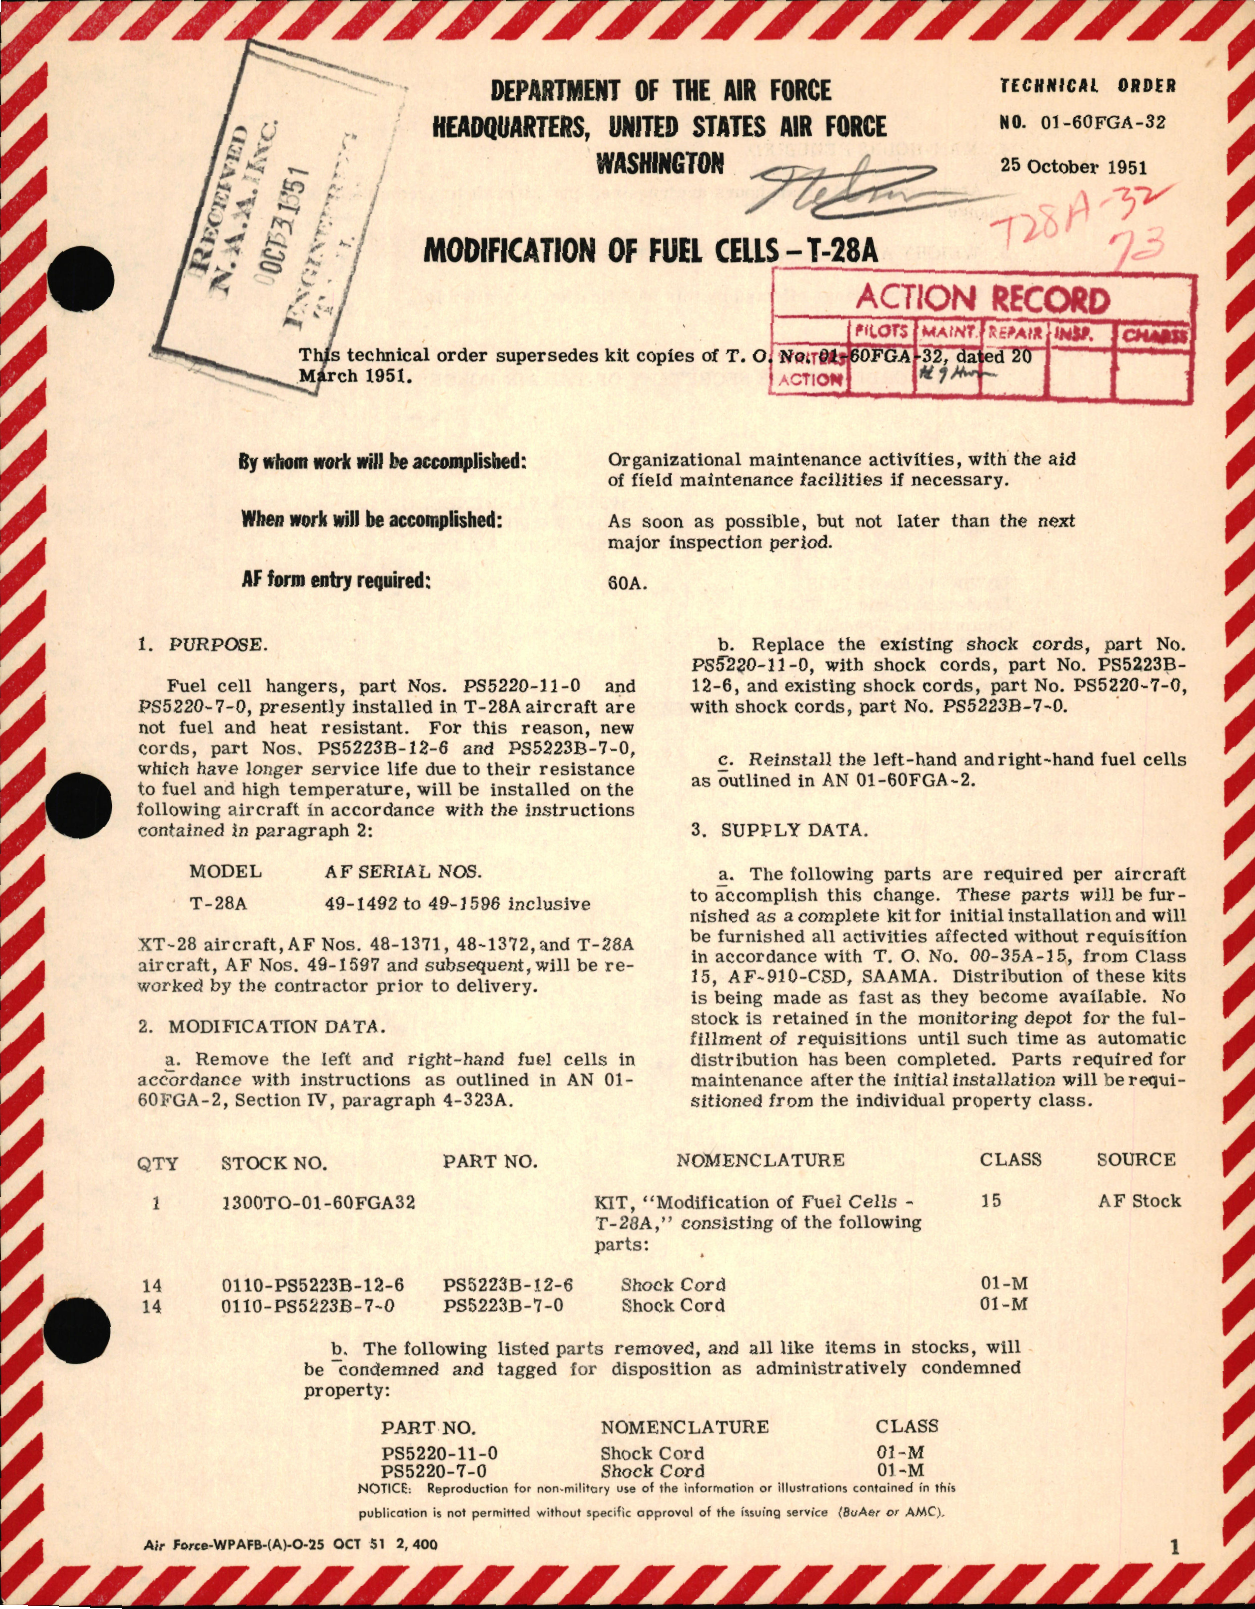 DEPARTMENT OF THE AIR FORCE
HEADQUARTERS, UNITED STATES AIR FORCE
WASHINGTON
TECHNICAL ORDER
NO. 01-60FGA-32
25 October 1951
T28A-32
73
RECEIVED
N.A.A. INC.
ENGINEERING
MODIFICATION OF FUEL CELLS – T-28A
ACTION RECORD
PILOTS MAINT. REPAIR INSP. CHARTS
ACTION
This technical order supersedes kit copies of T. O. No. 01-60FGA-32, dated 20
March 1951.
By whom work will be accomplished:
Organizational maintenance activities, with the aid
of field maintenance facilities if necessary.
When work will be accomplished:
As soon as possible, but not later than the next
major inspection period.
AF form entry required:
60A.
1. PURPOSE.
Fuel cell hangers, part Nos. PS5220-11-0 and
PS5220-7-0, presently installed in T-28A aircraft are
not fuel and heat resistant. For this reason, new
cords, part Nos. PS5223B-12-6 and PS5223B-7-0,
which have longer service life due to their resistance
to fuel and high temperature, will be installed on the
following aircraft in accordance with the instructions
contained in paragraph 2:
MODEL AF SERIAL NOS.
T-28A 49-1492 to 49-1596 inclusive
XT-28 aircraft, AF Nos. 48-1371, 48-1372, and T-28A
aircraft, AF Nos. 49-1597 and subsequent, will be re-
worked by the contractor prior to delivery.
2. MODIFICATION DATA.
a. Remove the left and right-hand fuel cells in
accordance with instructions as outlined in AN 01-
60FGA-2, Section IV, paragraph 4-323A.
b. Replace the existing shock cords, part No.
PS5220-11-0, with shock cords, part No. PS5223B-
12-6, and existing shock cords, part No. PS5220-7-0,
with shock cords, part No. PS5223B-7-0.
c. Reinstall the left-hand and right-hand fuel cells
as outlined in AN 01-60FGA-2.
3. SUPPLY DATA.
a. The following parts are required per aircraft
to accomplish this change. These parts will be fur-
nished as a complete kit for initial installation and will
be furnished all activities affected without requisition
in accordance with T. O. No. 00-35A-15, from Class
15, AF-910-CSD, SAAMA. Distribution of these kits
is being made as fast as they become available. No
stock is retained in the monitoring depot for the ful-
fillment of requisitions until such time as automatic
distribution has been completed. Parts required for
maintenance after the initial installation will be requi-
sitioned from the individual property class.
QTY STOCK NO. PART NO. NOMENCLATURE CLASS SOURCE
1 1300TO-01-60FGA32 KIT, "Modification of Fuel Cells - 15 AF Stock
T-28A," consisting of the following
parts:
14 0110-PS5223B-12-6 PS5223B-12-6 Shock Cord 01-M
14 0110-PS5223B-7-0 PS5223B-7-0 Shock Cord 01-M
b. The following listed parts removed, and all like items in stocks, will
be condemned and tagged for disposition as administratively condemned
property:
PART NO. NOMENCLATURE CLASS
PS5220-11-0 Shock Cord 01-M
PS5220-7-0 Shock Cord 01-M
NOTICE: Reproduction for non-military use of the information or illustrations contained in this
publication is not permitted without specific approval of the issuing service (BuAer or AMC).
Air Force-WPAFB-(A)-O-25 OCT 51 2,400
1